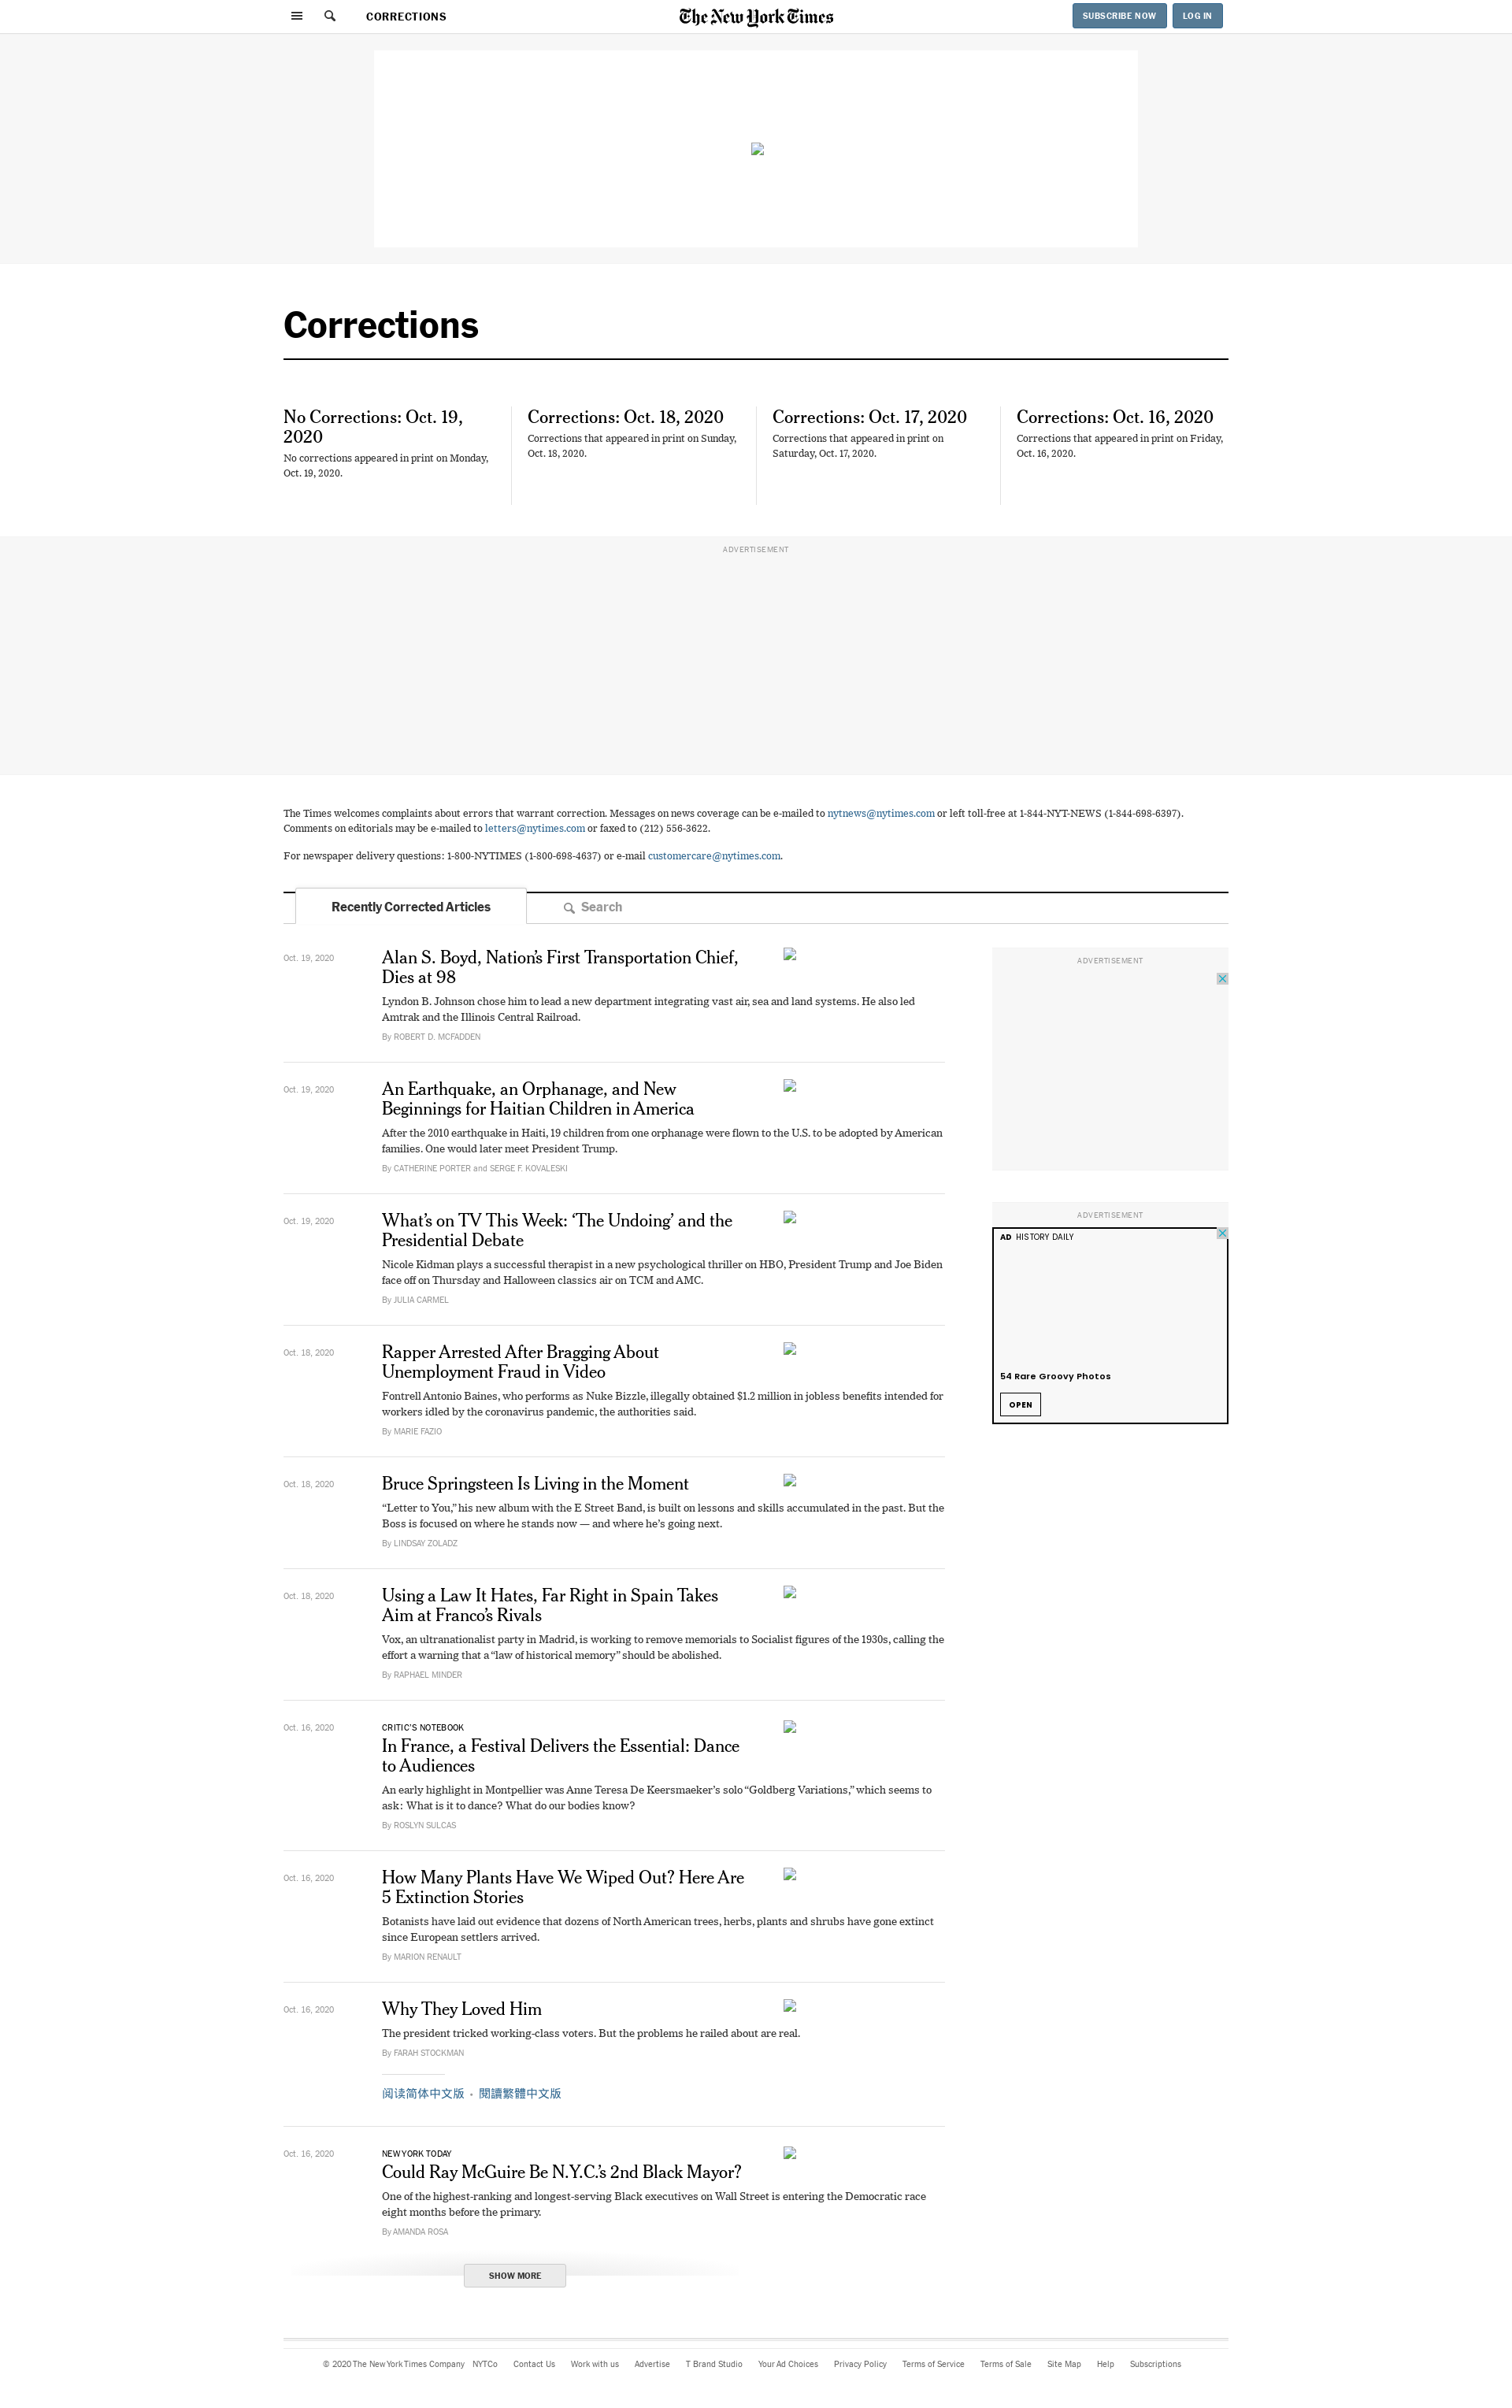 CORRECTIONS
The New York Times
SUBSCRIBE NOW
LOG IN
Corrections
No Corrections: Oct. 19,
2020
No corrections appeared in print on Monday,
Oct. 19, 2020.
Corrections: Oct. 18, 2020
Corrections that appeared in print on Sunday,
Oct. 18, 2020.
Corrections: Oct. 17, 2020
Corrections that appeared in print on
Saturday, Oct. 17, 2020.
Corrections: Oct. 16, 2020
Corrections that appeared in print on Friday,
Oct. 16, 2020.
ADVERTISEMENT
The Times welcomes complaints about errors that warrant correction. Messages on news coverage can be e-mailed to nytnews@nytimes.com or left toll-free at 1-844-NYT-NEWS (1-844-698-6397).
Comments on editorials may be e-mailed to letters@nytimes.com or faxed to (212) 556-3622.
For newspaper delivery questions: 1-800-NYTIMES (1-800-698-4637) or e-mail customercare@nytimes.com.
Recently Corrected Articles
Search
Oct. 19, 2020
Alan S. Boyd, Nation’s First Transportation Chief,
Dies at 98
Lyndon B. Johnson chose him to lead a new department integrating vast air, sea and land systems. He also led
Amtrak and the Illinois Central Railroad.
By ROBERT D. MCFADDEN
Oct. 19, 2020
An Earthquake, an Orphanage, and New
Beginnings for Haitian Children in America
After the 2010 earthquake in Haiti, 19 children from one orphanage were flown to the U.S. to be adopted by American
families. One would later meet President Trump.
By CATHERINE PORTER and SERGE F. KOVALESKI
Oct. 19, 2020
What’s on TV This Week: ‘The Undoing’ and the
Presidential Debate
Nicole Kidman plays a successful therapist in a new psychological thriller on HBO, President Trump and Joe Biden
face off on Thursday and Halloween classics air on TCM and AMC.
By JULIA CARMEL
Oct. 18, 2020
Rapper Arrested After Bragging About
Unemployment Fraud in Video
Fontrell Antonio Baines, who performs as Nuke Bizzle, illegally obtained $1.2 million in jobless benefits intended for
workers idled by the coronavirus pandemic, the authorities said.
By MARIE FAZIO
Oct. 18, 2020
Bruce Springsteen Is Living in the Moment
“Letter to You,” his new album with the E Street Band, is built on lessons and skills accumulated in the past. But the
Boss is focused on where he stands now — and where he’s going next.
By LINDSAY ZOLADZ
Oct. 18, 2020
Using a Law It Hates, Far Right in Spain Takes
Aim at Franco’s Rivals
Vox, an ultranationalist party in Madrid, is working to remove memorials to Socialist figures of the 1930s, calling the
effort a warning that a “law of historical memory” should be abolished.
By RAPHAEL MINDER
Oct. 16, 2020
CRITIC’S NOTEBOOK
In France, a Festival Delivers the Essential: Dance
to Audiences
An early highlight in Montpellier was Anne Teresa De Keersmaeker’s solo “Goldberg Variations,” which seems to
ask: What is it to dance? What do our bodies know?
By ROSLYN SULCAS
Oct. 16, 2020
How Many Plants Have We Wiped Out? Here Are
5 Extinction Stories
Botanists have laid out evidence that dozens of North American trees, herbs, plants and shrubs have gone extinct
since European settlers arrived.
By MARION RENAULT
Oct. 16, 2020
Why They Loved Him
The president tricked working-class voters. But the problems he railed about are real.
By FARAH STOCKMAN
阅读简体中文版 • 閱讀繁體中文版
Oct. 16, 2020
NEW YORK TODAY
Could Ray McGuire Be N.Y.C.’s 2nd Black Mayor?
One of the highest-ranking and longest-serving Black executives on Wall Street is entering the Democratic race
eight months before the primary.
By AMANDA ROSA
SHOW MORE
ADVERTISEMENT
ADVERTISEMENT
AD HISTORY DAILY
54 Rare Groovy Photos
OPEN
© 2020 The New York Times Company NYTCo Contact Us Work with us Advertise T Brand Studio Your Ad Choices Privacy Policy Terms of Service Terms of Sale Site Map Help Subscriptions